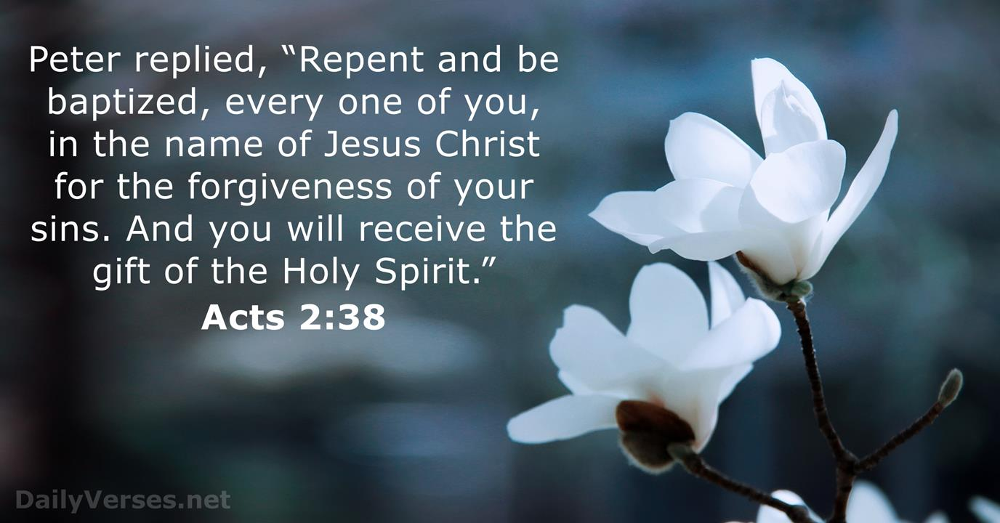 Peter replied, “Repent and be
baptized, every one of you,
in the name of Jesus Christ
for the forgiveness of your
sins. And you will receive the
gift of the Holy Spirit.”
Acts 2:38
DailyVerses.net